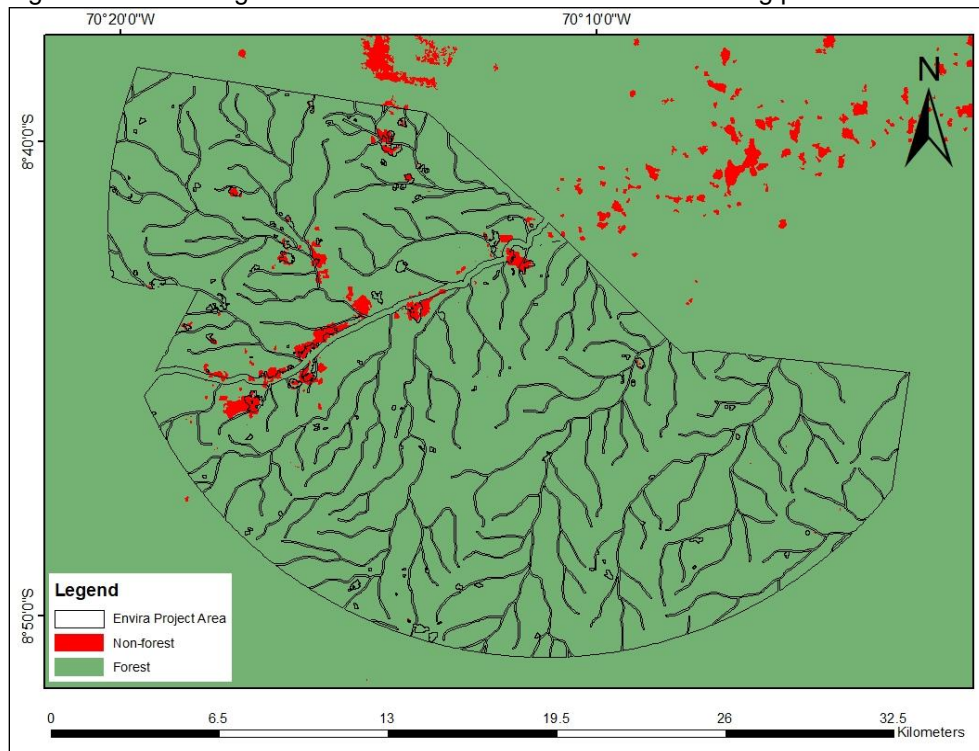 70°20'0"W 70°10'0"W
N
8°40'0"S
8°50'0"S
Legend
Envira Project Area
Non-forest
Forest
0 6.5 13 19.5 26 32.5
Kilometers